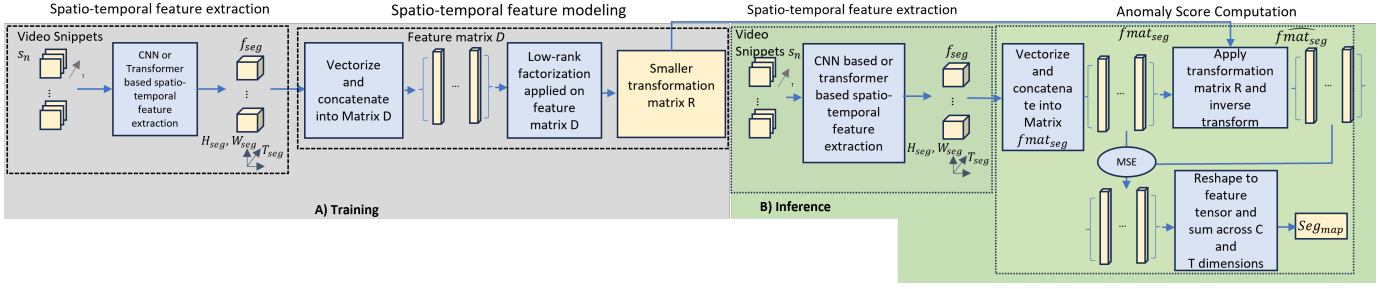 Spatio-temporal feature extraction
Spatio-temporal feature modeling
Spatio-temporal feature extraction
Anomaly Score Computation
Video Snippets
s_n
τ
⋮
CNN or
Transformer
based spatio-
temporal
feature
extraction
f_seg
⋮
H_seg, W_seg
T_seg
Vectorize
and
concatenate
into Matrix D
Feature matrix D
...
Low-rank
factorization
applied on
feature
matrix D
Smaller
transformation
matrix R
A) Training
Video
Snippets s_n
τ
⋮
CNN based or
transformer
based spatio-
temporal
feature
extraction
f_seg
⋮
H_seg, W_seg
T_seg
B) Inference
Vectorize
and
concatena
te into
Matrix
fmat_seg
fmat_seg
...
Apply
transformation
matrix R and
inverse
transform
f̂mat_seg
...
MSE
...
Reshape to
feature
tensor and
sum across C
and
T dimensions
Seg_map